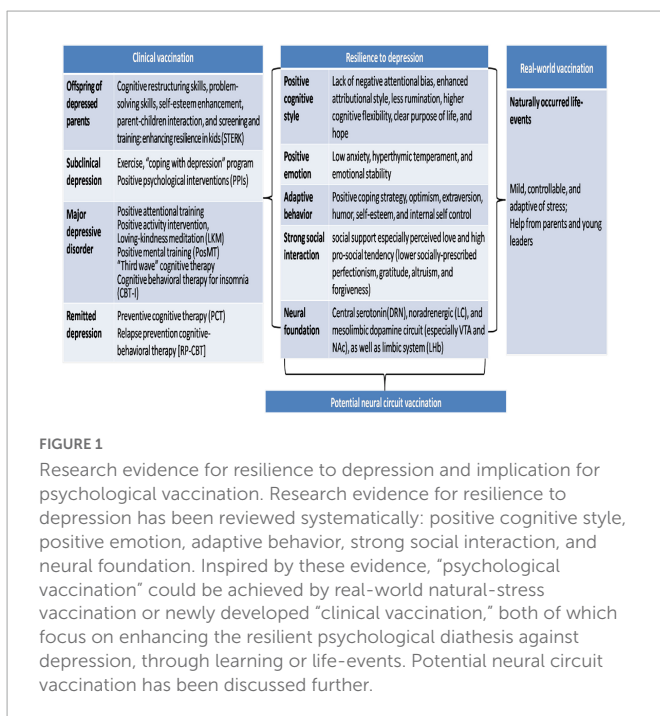 Clinical vaccination
Offspring of
depressed
parents
Cognitive restructuring skills, problem-
solving skills, self-esteem enhancement,
parent-children interaction, and screening and
training: enhancing resilience in kids (STERK)
Subclinical
depression
Exercise, "coping with depression" program
Positive psychological interventions (PPIs)
Major
depressive
disorder
Positive attentional training
Positive activity intervention,
Loving-kindness meditation (LKM)
Positive mental training (PosMT)
"Third wave" cognitive therapy
Cognitive behavioral therapy for insomnia
(CBT-I)
Remitted
depression
Preventive cognitive therapy (PCT)
Relapse prevention cognitive-
behavioral therapy [RP-CBT]
Resilience to depression
Positive
cognitive
style
Lack of negative attentional bias, enhanced
attributional style, less rumination, higher
cognitive flexibility, clear purpose of life, and
hope
Positive
emotion
Low anxiety, hyperthymic temperament, and
emotional stability
Adaptive
behavior
Positive coping strategy, optimism, extraversion,
humor, self-esteem, and internal self control
Strong social
interaction
social support especially perceived love and high
pro-social tendency (lower socially-prescribed
perfectionism, gratitude, altruism, and
forgiveness)
Neural
foundation
Central serotonin(DRN), noradrenergic (LC), and
mesolimbic dopamine circuit (especially VTA and
NAc), as well as limbic system (LHb)
Real-world vaccination
Naturally occurred life-
events
Mild, controllable, and
adaptive of stress;
Help from parents and young
leaders
Potential neural circuit vaccination
FIGURE 1
Research evidence for resilience to depression and implication for
psychological vaccination. Research evidence for resilience to
depression has been reviewed systematically: positive cognitive style,
positive emotion, adaptive behavior, strong social interaction, and
neural foundation. Inspired by these evidence, "psychological
vaccination" could be achieved by real-world natural-stress
vaccination or newly developed "clinical vaccination," both of which
focus on enhancing the resilient psychological diathesis against
depression, through learning or life-events. Potential neural circuit
vaccination has been discussed further.